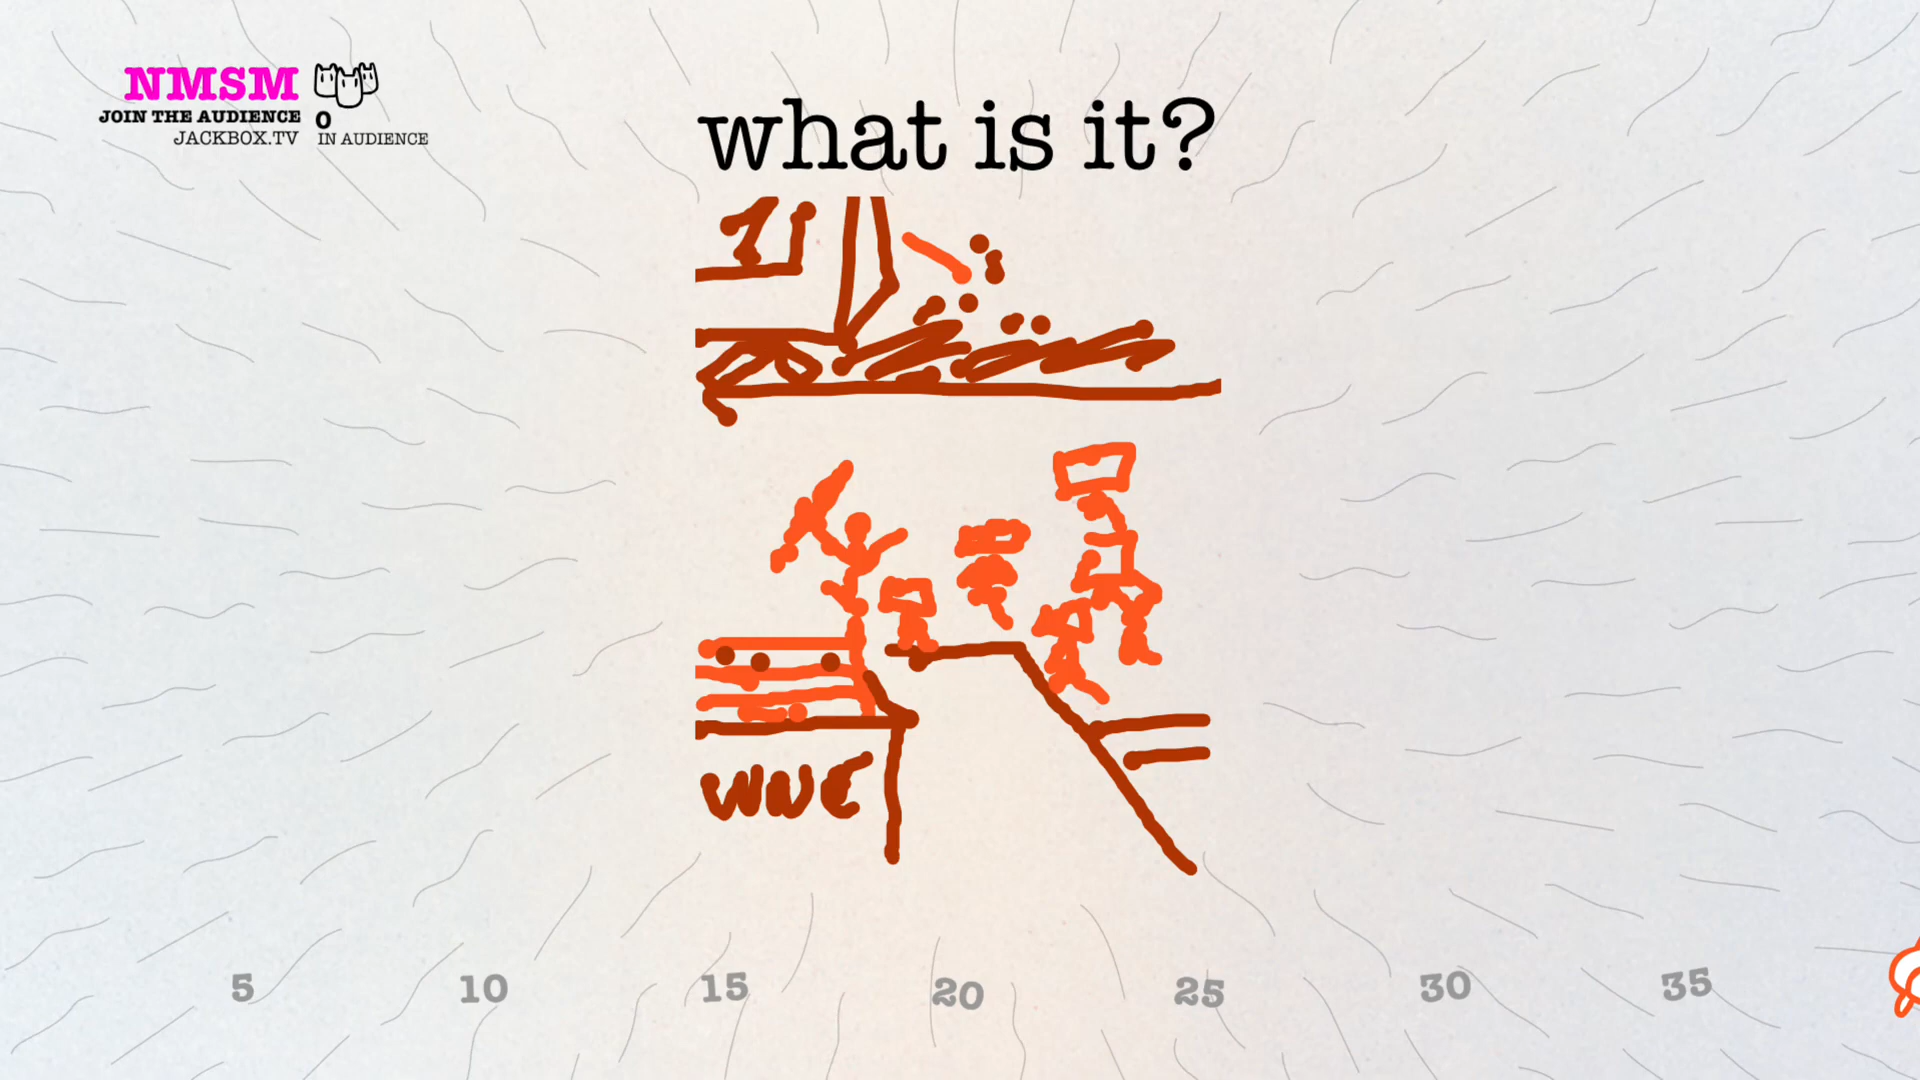 NMSM
JOIN THE AUDIENCE
JACKBOX.TV
0
IN AUDIENCE
what is it?
5 10 15 20 25 30 35